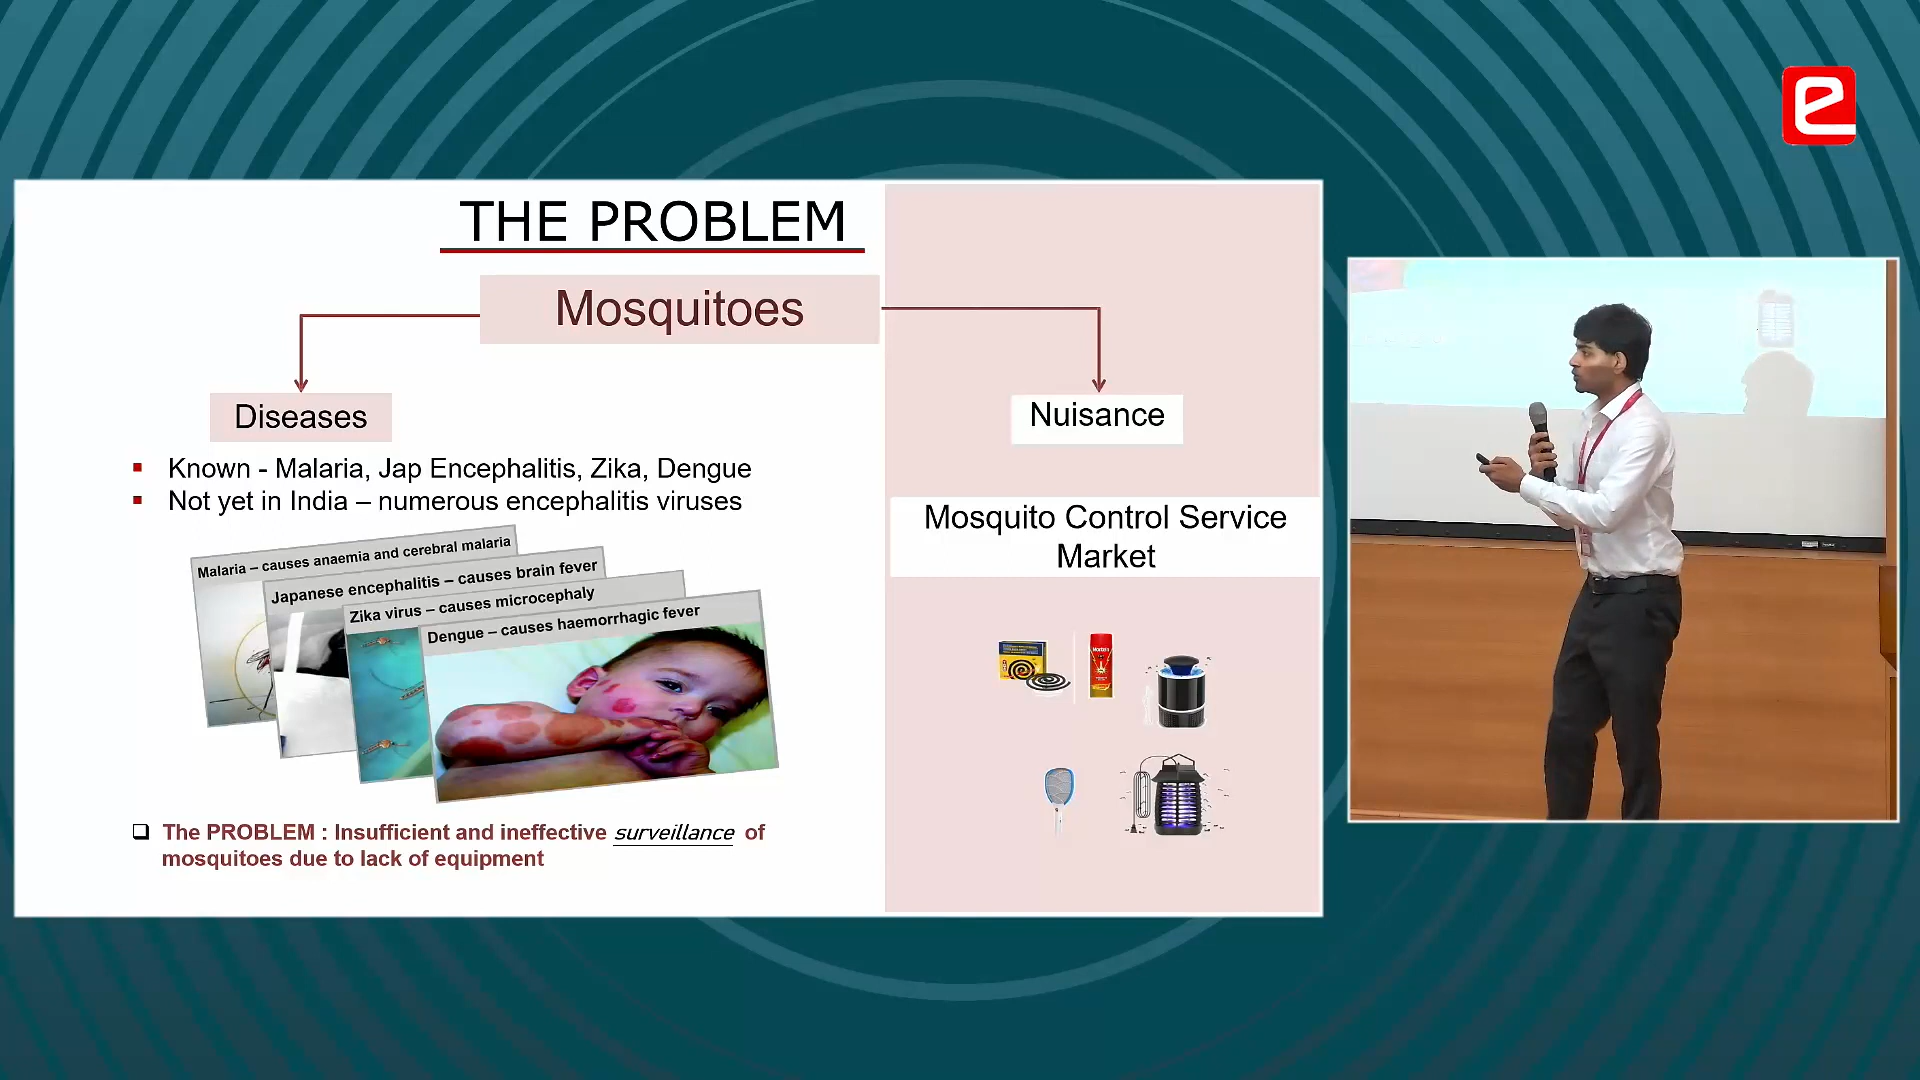 THE PROBLEM
Mosquitoes
Diseases
Known - Malaria, Jap Encephalitis, Zika, Dengue
Not yet in India – numerous encephalitis viruses
Malaria – causes anaemia and cerebral malaria
Japanese encephalitis – causes brain fever
Zika virus – causes microcephaly
Dengue – causes haemorrhagic fever
The PROBLEM : Insufficient and ineffective surveillance of
mosquitoes due to lack of equipment
Nuisance
Mosquito Control Service
Market
e